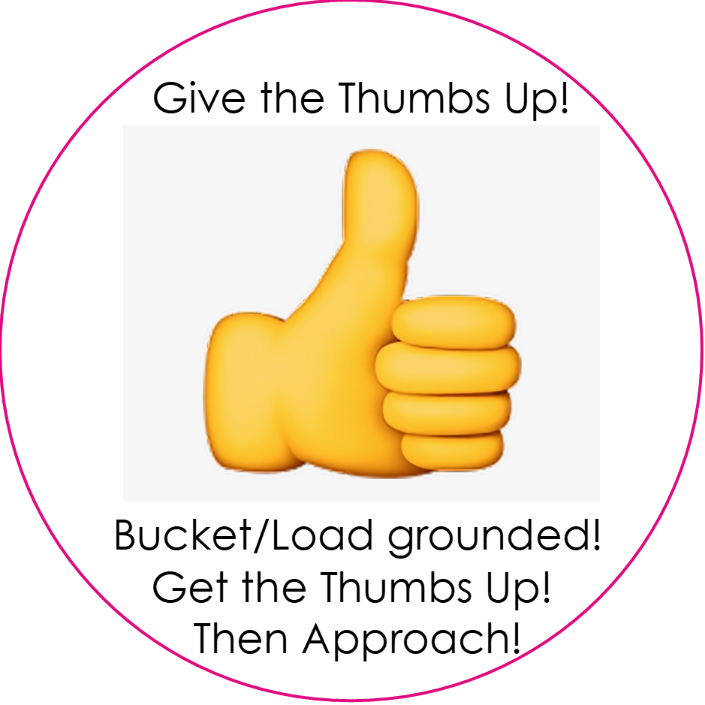 Give the Thumbs Up!
Bucket/Load grounded!
Get the Thumbs Up!
Then Approach!